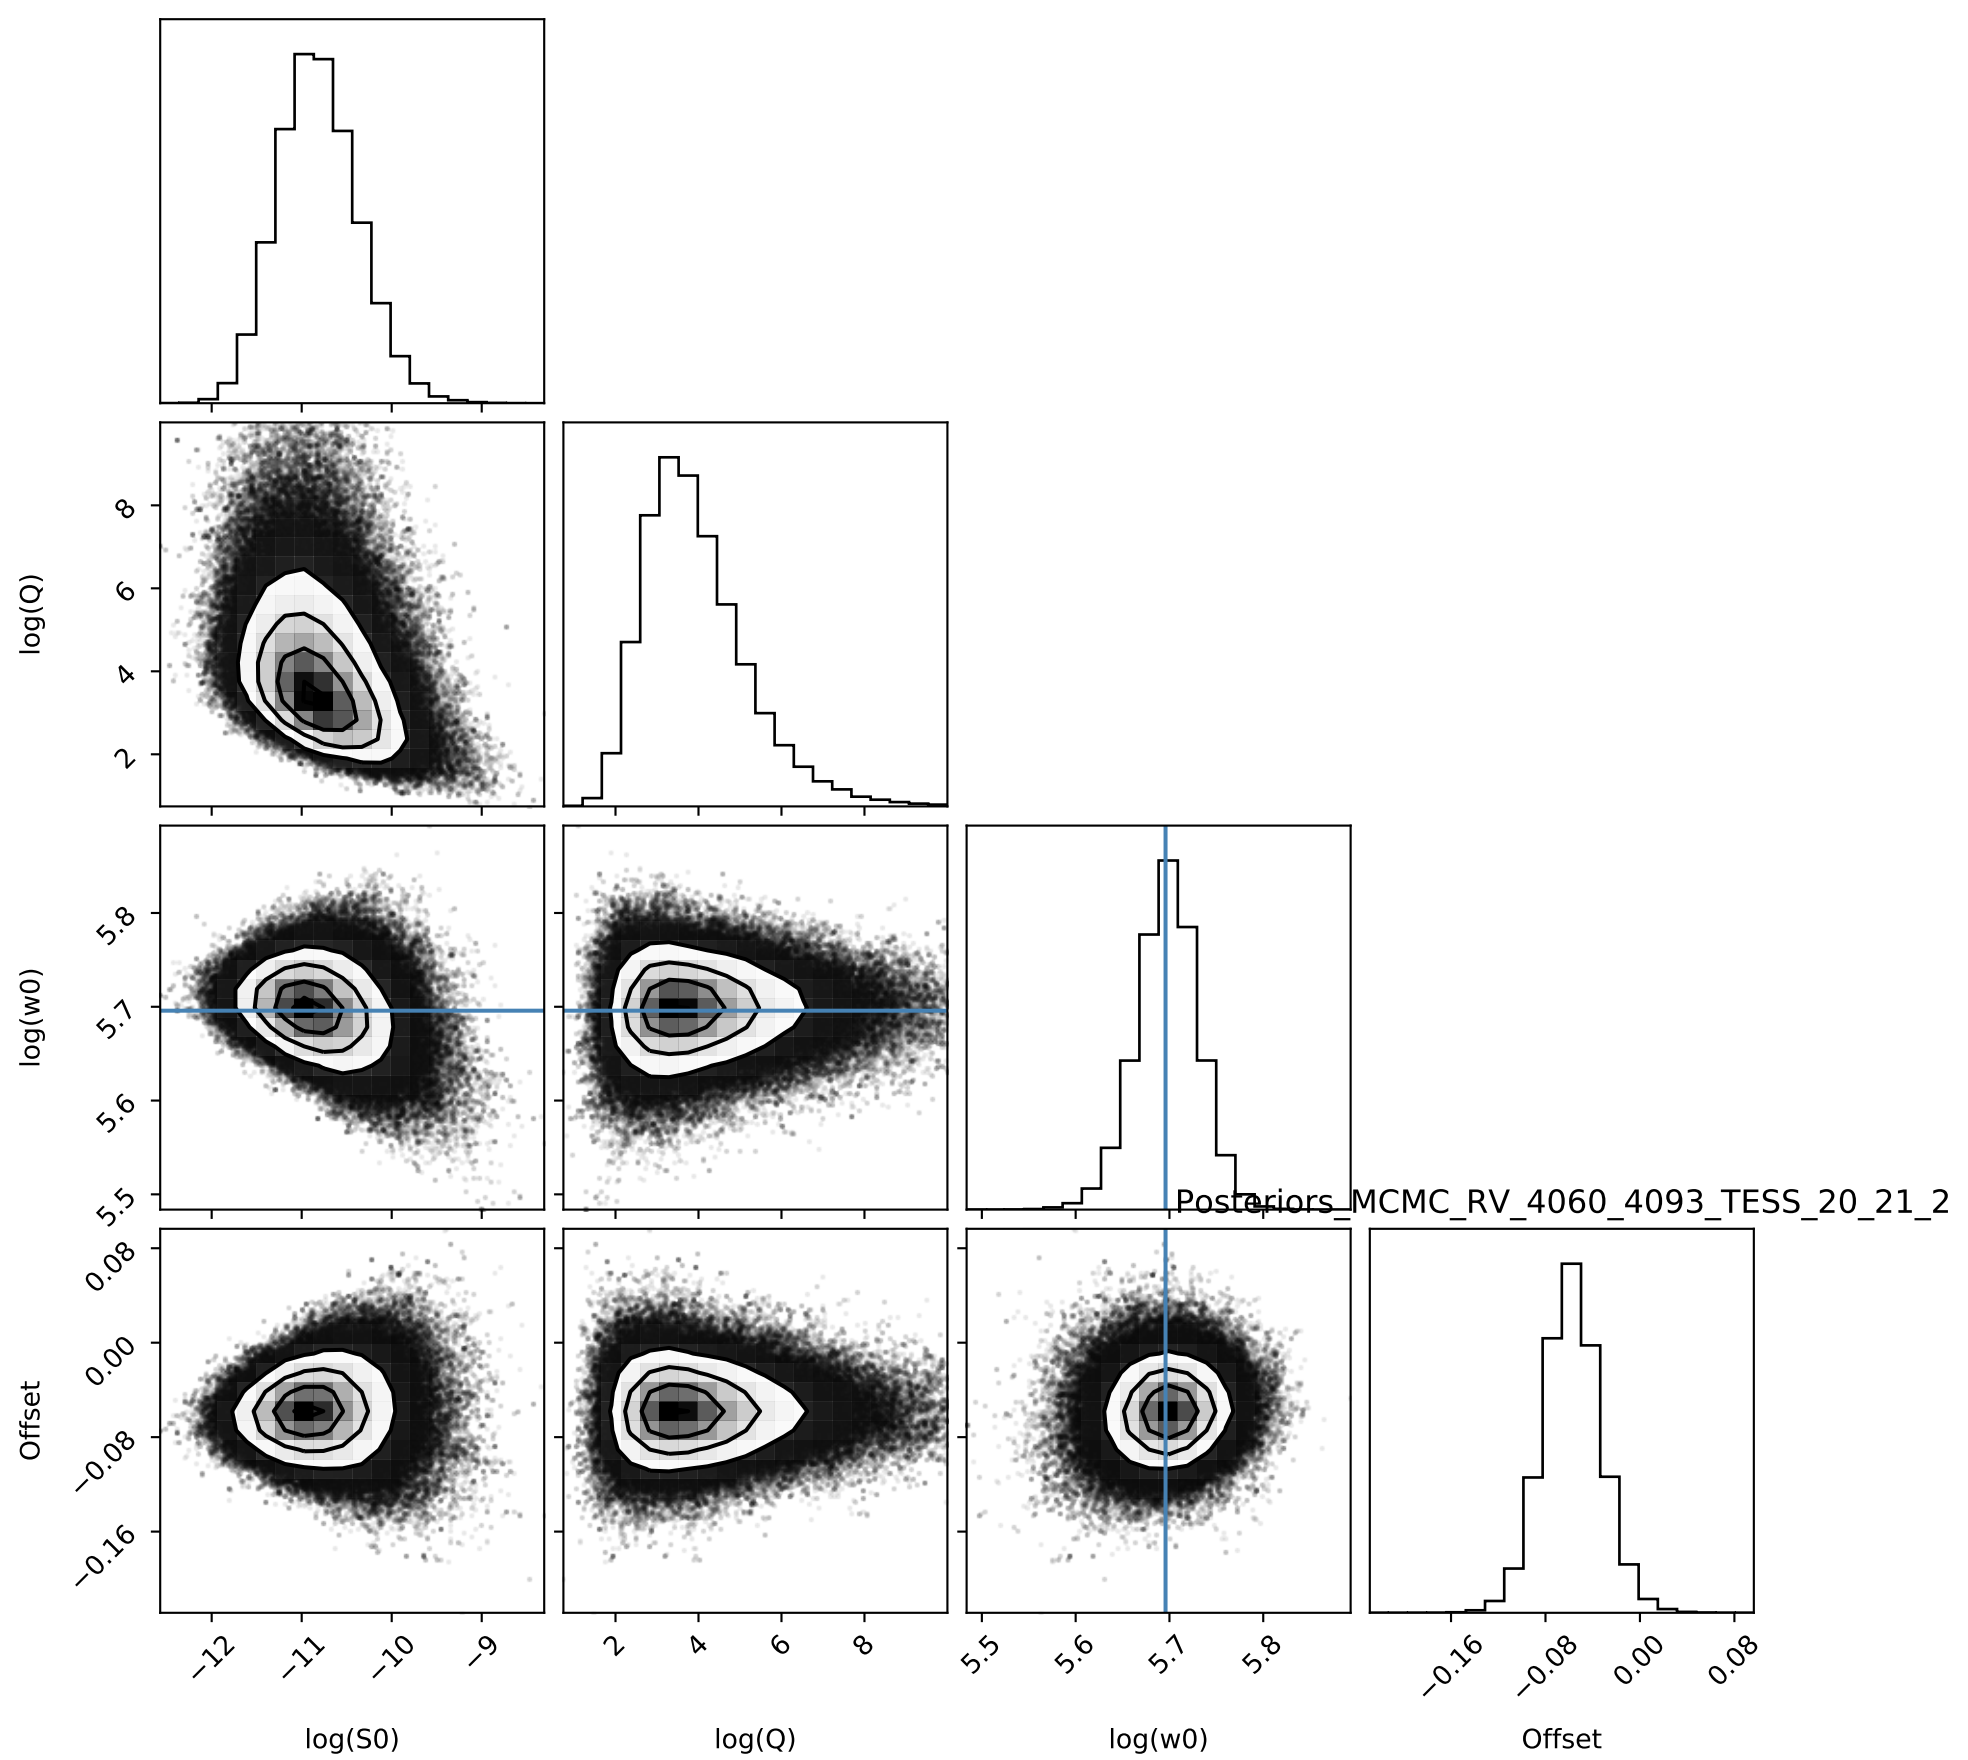 8
6
4
2
log(Q)
5.8
5.7
5.6
5.5
log(w0)
Posteriors_MCMC_RV_4060_4093_TESS_20_21_2
0.08
0.00
−0.08
−0.16
Offset
−12 −11 −10 −9
2 4 6 8
5.5 5.6 5.7 5.8
−0.16 −0.08 0.00 0.08
log(S0) log(Q) log(w0) Offset